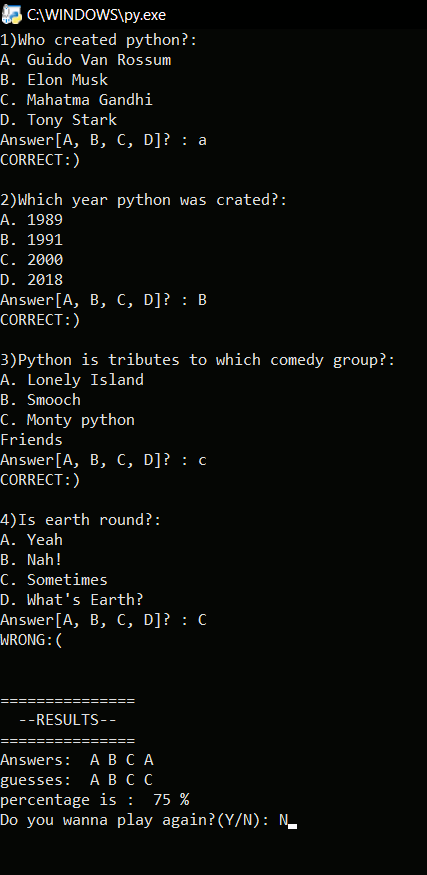 C:\WINDOWS\py.exe
1)Who created python?:
A. Guido Van Rossum
B. Elon Musk
C. Mahatma Gandhi
D. Tony Stark
Answer[A, B, C, D]? : a
CORRECT:)
2)Which year python was crated?:
A. 1989
B. 1991
C. 2000
D. 2018
Answer[A, B, C, D]? : B
CORRECT:)
3)Python is tributes to which comedy group?:
A. Lonely Island
B. Smooch
C. Monty python
Friends
Answer[A, B, C, D]? : c
CORRECT:)
4)Is earth round?:
A. Yeah
B. Nah!
C. Sometimes
D. What's Earth?
Answer[A, B, C, D]? : C
WRONG:(
===============
--RESULTS--
===============
Answers:  A B C A
guesses:  A B C C
percentage is :  75 %
Do you wanna play again?(Y/N): N